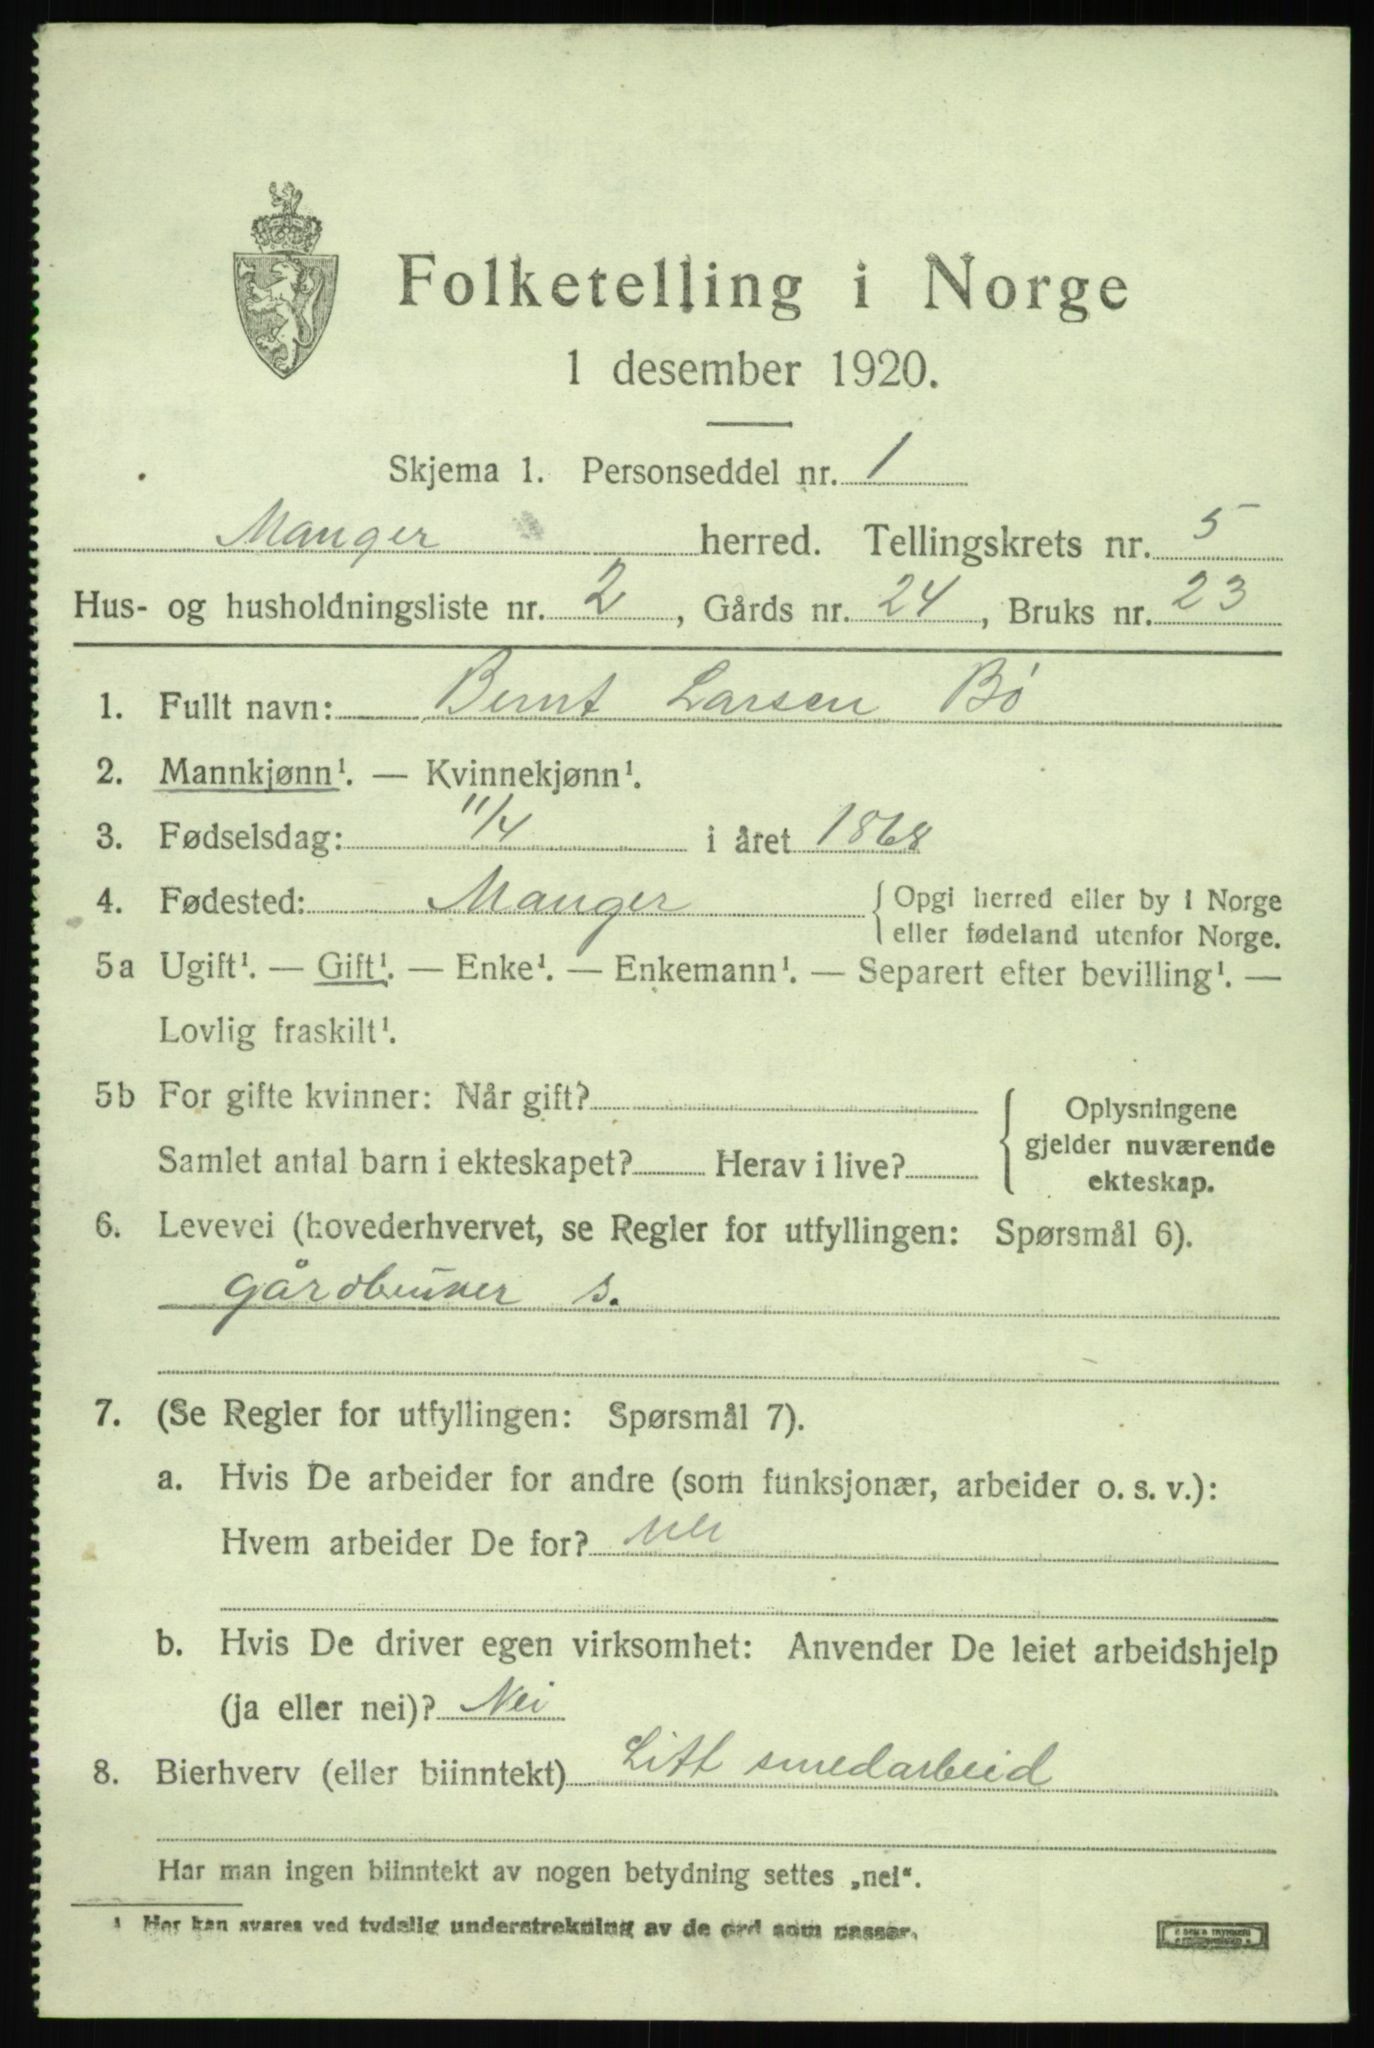 Folketelling i Norge
1 desember 1920.
Skjema 1. Personseddel nr. 1
Manger herred. Tellingskrets nr. 5
Hus- og husholdningsliste nr. 2, Gårds nr. 24, Bruks nr. 23
1. Fullt navn: Bernt Larsen Bø
2. Mannkjønn¹. — Kvinnekjønn¹.
3. Fødselsdag: 11/4 i året 1868
4. Fødested: Manger { Opgi herred eller by i Norge
eller fødeland utenfor Norge.
5a Ugift¹. — Gift¹. — Enke¹. — Enkemann¹. — Separert efter bevilling¹. —
Lovlig fraskilt¹.
5b For gifte kvinner: Når gift?
Samlet antal barn i ekteskapet? Herav i live?
{ Oplysningene
gjelder nuværende
ekteskap.
6. Levevei (hovederhvervet, se Regler for utfyllingen: Spørsmål 6).
gårdbruker s.
7. (Se Regler for utfyllingen: Spørsmål 7).
a. Hvis De arbeider for andre (som funksjonær, arbeider o. s. v.):
Hvem arbeider De for? nei
b. Hvis De driver egen virksomhet: Anvender De leiet arbeidshjelp
(ja eller nei)? Nei
8. Bierhverv (eller biinntekt) Litt smedarbeid
Har man ingen biinntekt av nogen betydning settes „nei“.
¹ Her kan svares ved tydelig understrekning av de ord som passer.